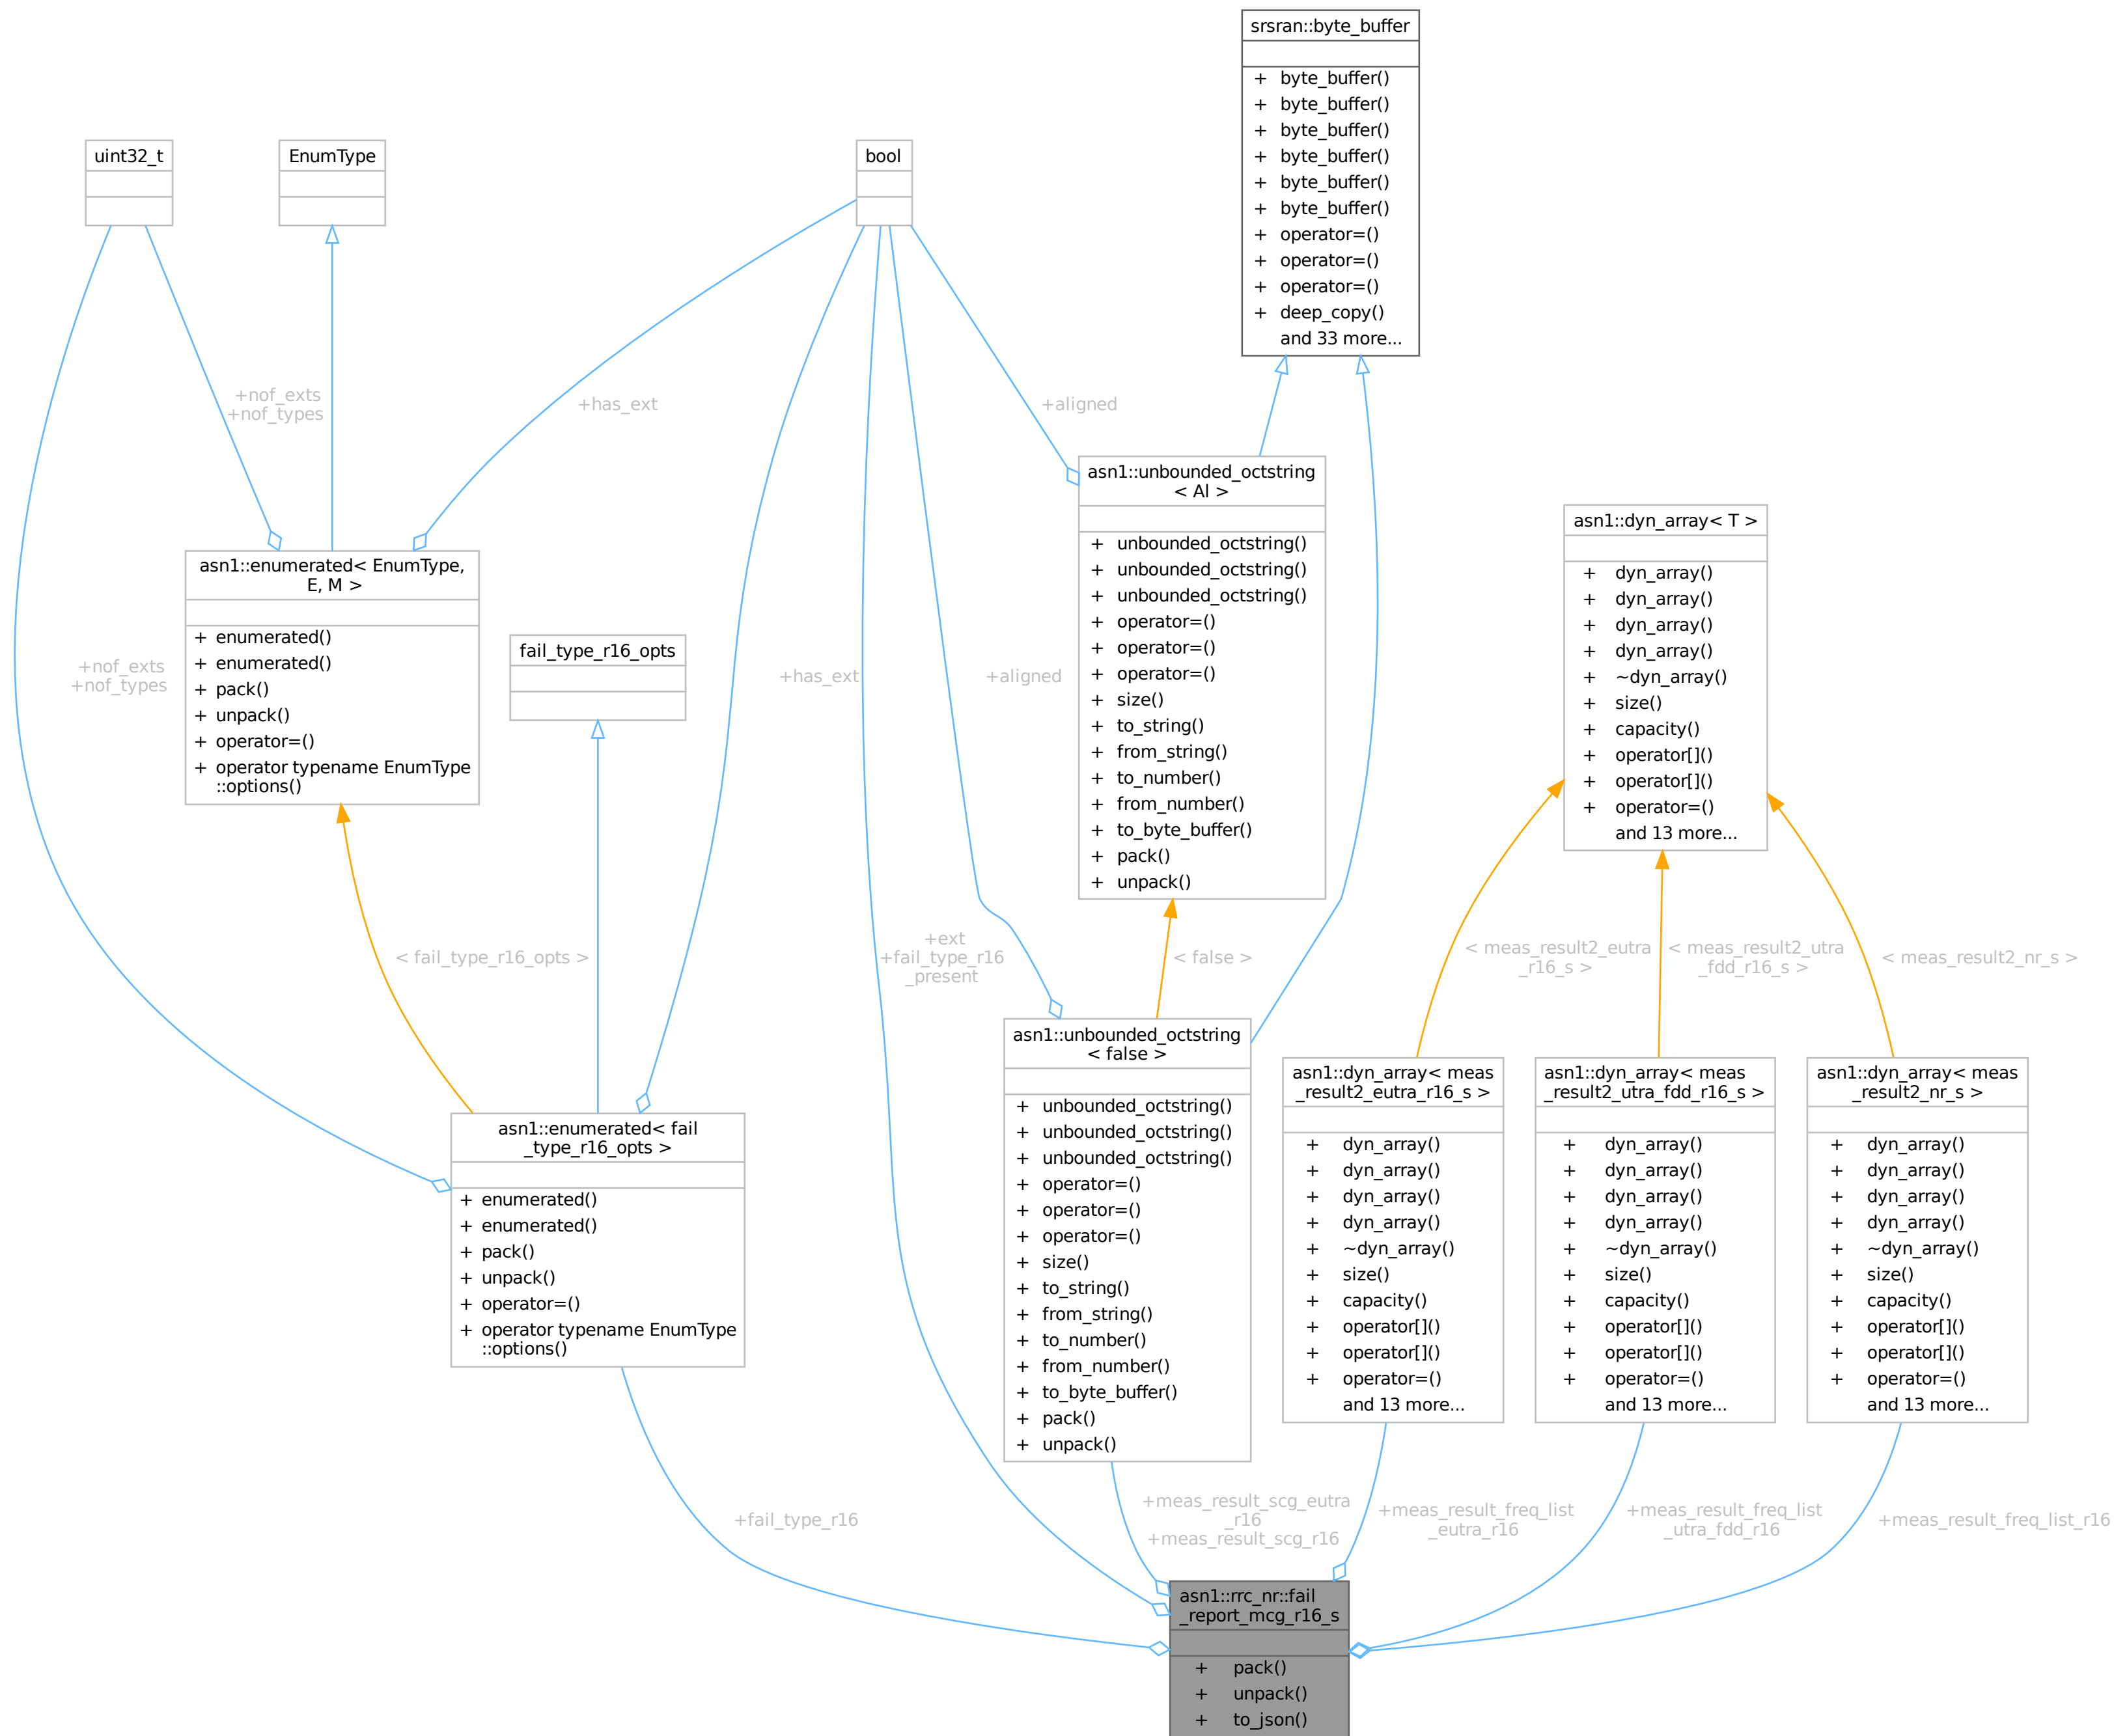 srsran::byte_buffer
+ byte_buffer()
+ byte_buffer()
+ byte_buffer()
+ byte_buffer()
+ byte_buffer()
+ byte_buffer()
+ operator=()
+ operator=()
+ operator=()
+ deep_copy()
and 33 more...
uint32_t
EnumType
bool
+nof_exts
+nof_types
+has_ext
+aligned
asn1::unbounded_octstring
< Al >
+ unbounded_octstring()
+ unbounded_octstring()
+ unbounded_octstring()
+ operator=()
+ operator=()
+ operator=()
+ size()
+ to_string()
+ from_string()
+ to_number()
+ from_number()
+ to_byte_buffer()
+ pack()
+ unpack()
asn1::dyn_array< T >
+ dyn_array()
+ dyn_array()
+ dyn_array()
+ dyn_array()
+ ~dyn_array()
+ size()
+ capacity()
+ operator[]()
+ operator[]()
+ operator=()
and 13 more...
asn1::enumerated< EnumType,
E, M >
+ enumerated()
+ enumerated()
+ pack()
+ unpack()
+ operator=()
+ operator typename EnumType
::options()
fail_type_r16_opts
+nof_exts
+nof_types
+has_ext
+aligned
< fail_type_r16_opts >
+ext
+fail_type_r16
_present
< false >
< meas_result2_eutra
_r16_s >
< meas_result2_utra
_fdd_r16_s >
< meas_result2_nr_s >
asn1::unbounded_octstring
< false >
+ unbounded_octstring()
+ unbounded_octstring()
+ unbounded_octstring()
+ operator=()
+ operator=()
+ operator=()
+ size()
+ to_string()
+ from_string()
+ to_number()
+ from_number()
+ to_byte_buffer()
+ pack()
+ unpack()
asn1::dyn_array< meas
_result2_eutra_r16_s >
+ dyn_array()
+ dyn_array()
+ dyn_array()
+ dyn_array()
+ ~dyn_array()
+ size()
+ capacity()
+ operator[]()
+ operator[]()
+ operator=()
and 13 more...
asn1::dyn_array< meas
_result2_utra_fdd_r16_s >
+ dyn_array()
+ dyn_array()
+ dyn_array()
+ dyn_array()
+ ~dyn_array()
+ size()
+ capacity()
+ operator[]()
+ operator[]()
+ operator=()
and 13 more...
asn1::dyn_array< meas
_result2_nr_s >
+ dyn_array()
+ dyn_array()
+ dyn_array()
+ dyn_array()
+ ~dyn_array()
+ size()
+ capacity()
+ operator[]()
+ operator[]()
+ operator=()
and 13 more...
asn1::enumerated< fail
_type_r16_opts >
+ enumerated()
+ enumerated()
+ pack()
+ unpack()
+ operator=()
+ operator typename EnumType
::options()
+fail_type_r16
+meas_result_scg_eutra
_r16
+meas_result_scg_r16
+meas_result_freq_list
_eutra_r16
+meas_result_freq_list
_utra_fdd_r16
+meas_result_freq_list_r16
asn1::rrc_nr::fail
_report_mcg_r16_s
+ pack()
+ unpack()
+ to_json()